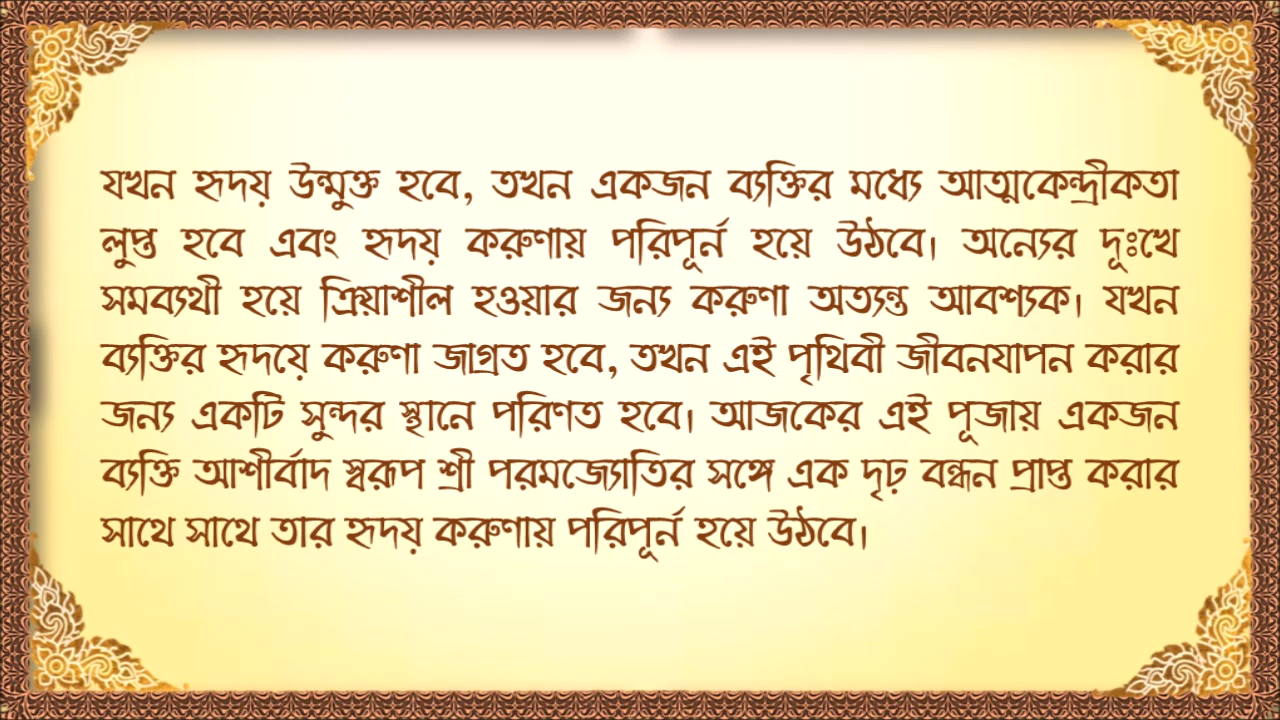 যখন হৃদয় উন্মুক্ত হবে, তখন একজন ব্যক্তির মধ্যে আত্মকেন্দ্রীকতা
লুপ্ত হবে এবং হৃদয় করুণায় পরিপূর্ন হয়ে উঠবে। অন্যের দূঃখে
সমব্যথী হয়ে ক্রিয়াশীল হওয়ার জন্য করুণা অত্যন্ত আবশ্যক। যখন
ব্যক্তির হৃদয়ে করুণা জাগ্রত হবে, তখন এই পৃথিবী জীবনযাপন করার
জন্য একটি সুন্দর স্থানে পরিণত হবে। আজকের এই পূজায় একজন
ব্যক্তি আশীর্বাদ স্বরূপ শ্রী পরমজ্যোতির সঙ্গে এক দৃঢ় বন্ধন প্রাপ্ত করার
সাথে সাথে তার হৃদয় করুণায় পরিপূর্ন হয়ে উঠবে।